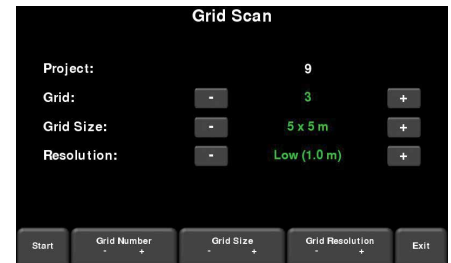 Grid Scan
Project: 9
Grid: - 3 +
Grid Size: - 5 x 5 m +
Resolution: - Low (1.0 m) +
Start Grid Number Grid Size Grid Resolution Exit
- + - + - +